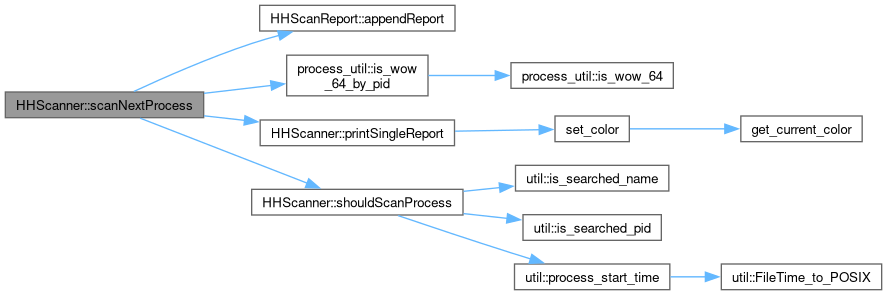 HHScanReport::appendReport
process_util::is_wow
_64_by_pid
process_util::is_wow_64
HHScanner::scanNextProcess
HHScanner::printSingleReport
set_color
get_current_color
util::is_searched_name
HHScanner::shouldScanProcess
util::is_searched_pid
util::process_start_time
util::FileTime_to_POSIX